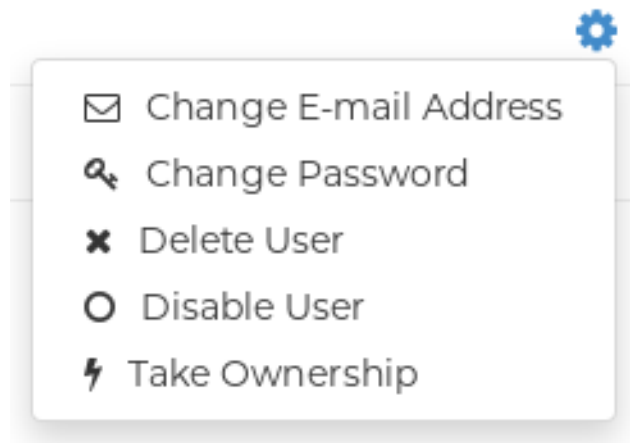 Change E-mail Address
Change Password
Delete User
Disable User
Take Ownership